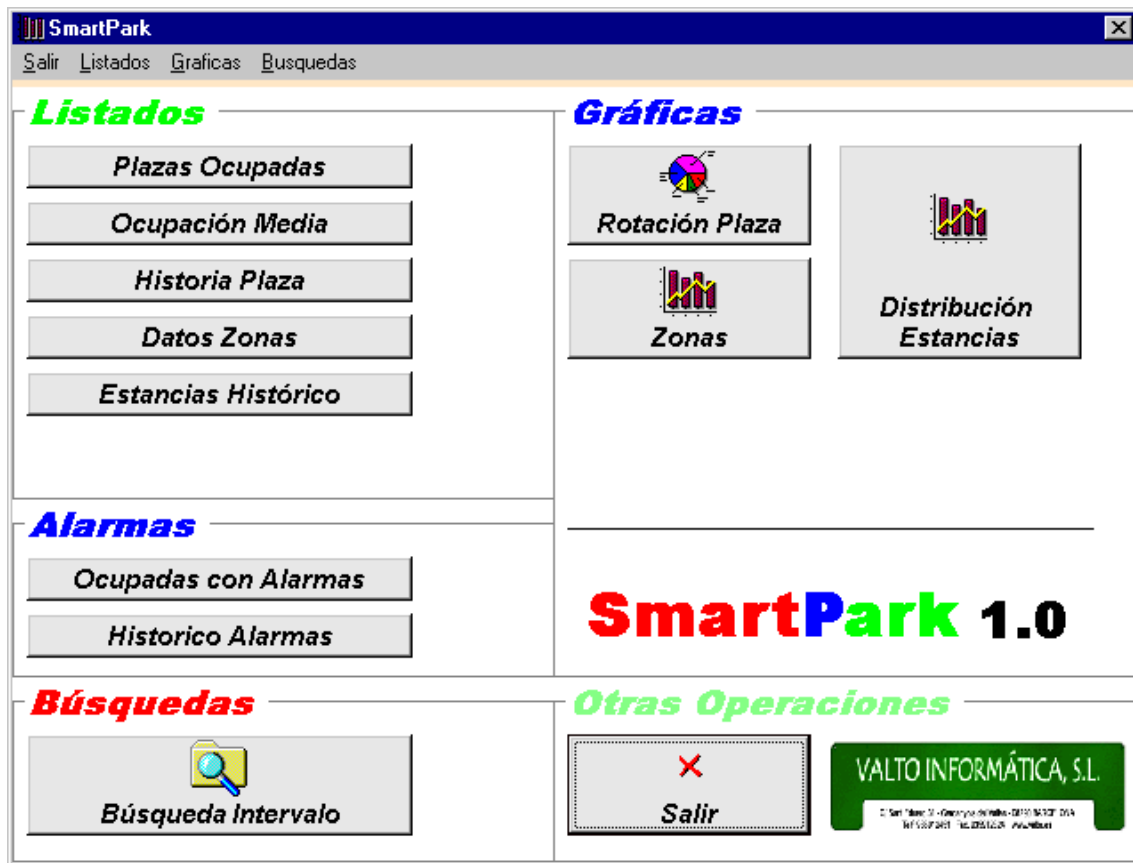 SmartPark
Salir Listados Graficas Busquedas
Listados
Plazas Ocupadas
Ocupación Media
Historia Plaza
Datos Zonas
Estancias Histórico
Gráficas
Rotación Plaza
Zonas
Distribución
Estancias
Alarmas
Ocupadas con Alarmas
Historico Alarmas
SmartPark 1.0
Búsquedas
Búsqueda Intervalo
Otras Operaciones
Salir
VALTO INFORMÁTICA, S.L.